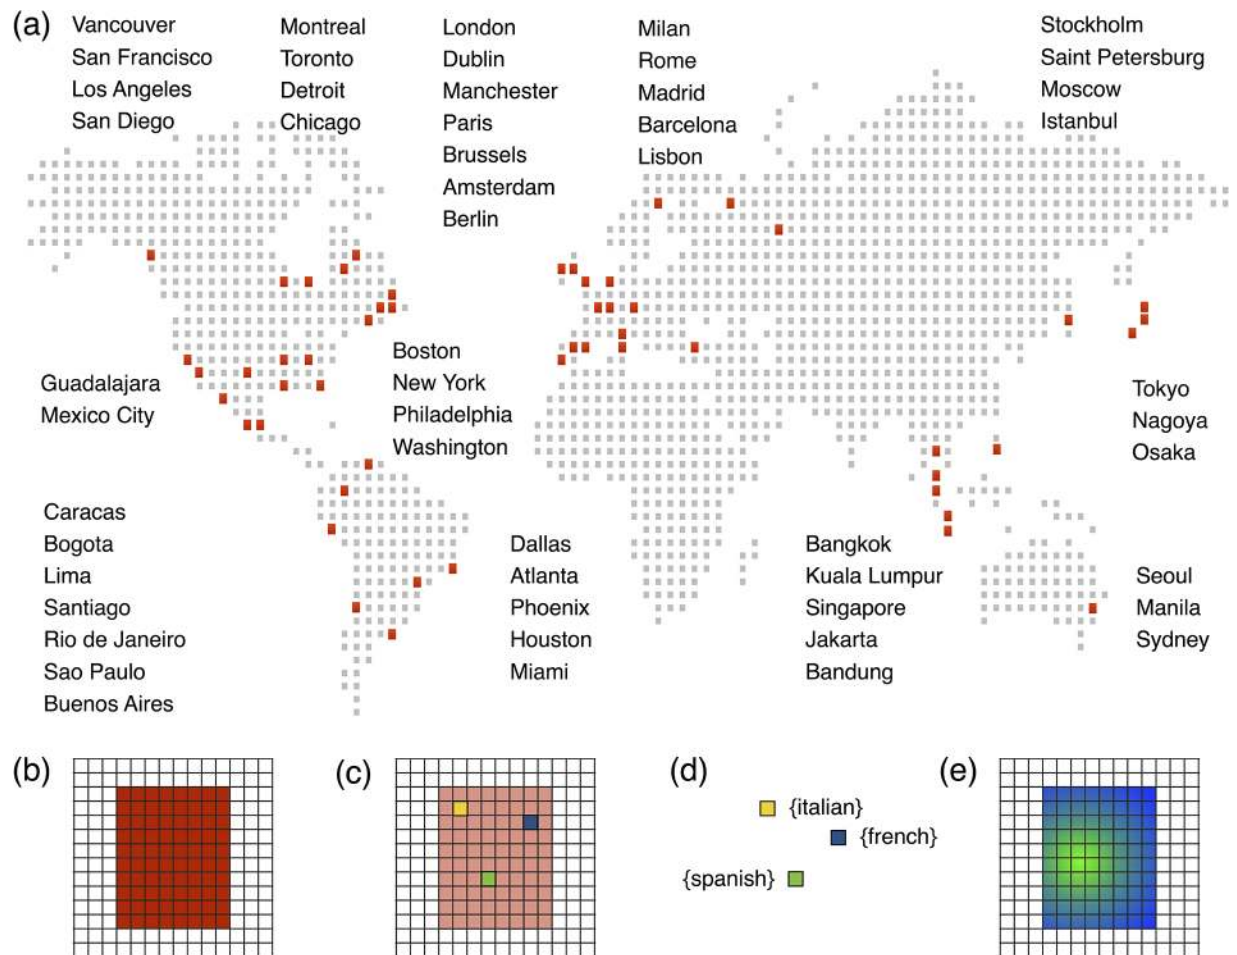 (a)
Vancouver
San Francisco
Los Angeles
San Diego
Montreal
Toronto
Detroit
Chicago
London
Dublin
Manchester
Paris
Brussels
Amsterdam
Berlin
Milan
Rome
Madrid
Barcelona
Lisbon
Stockholm
Saint Petersburg
Moscow
Istanbul
Guadalajara
Mexico City
Boston
New York
Philadelphia
Washington
Tokyo
Nagoya
Osaka
Caracas
Bogota
Lima
Santiago
Rio de Janeiro
Sao Paulo
Buenos Aires
Dallas
Atlanta
Phoenix
Houston
Miami
Bangkok
Kuala Lumpur
Singapore
Jakarta
Bandung
Seoul
Manila
Sydney
(b)
(c)
(d)
{italian}
{french}
{spanish}
(e)